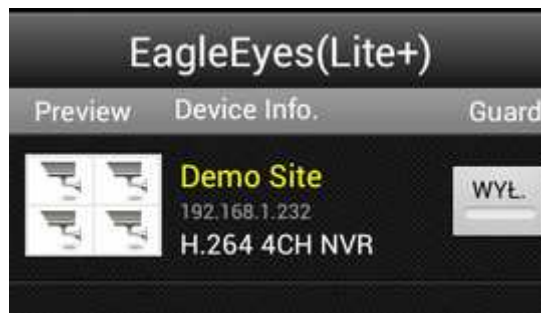 EagleEyes(Lite+)
Preview Device Info. Guard
Demo Site
192.168.1.232
WYŁ.
H.264 4CH NVR